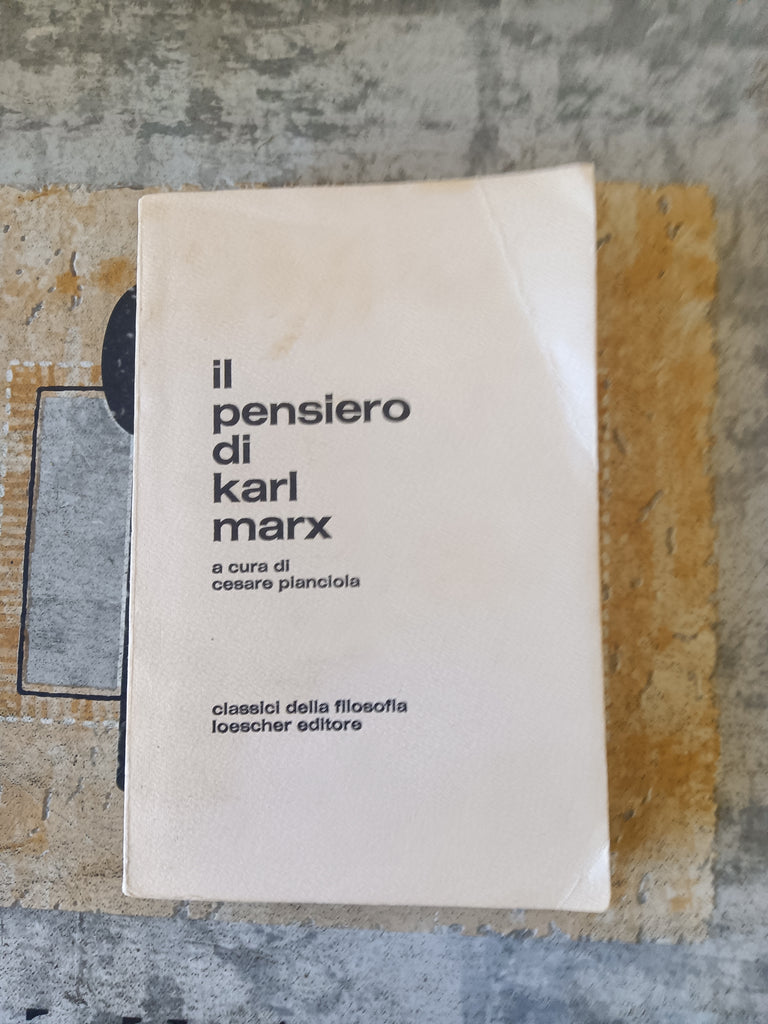 il
pensiero
di
karl
marx
a cura di
cesare pianciola
classici della filosofia
loescher editore